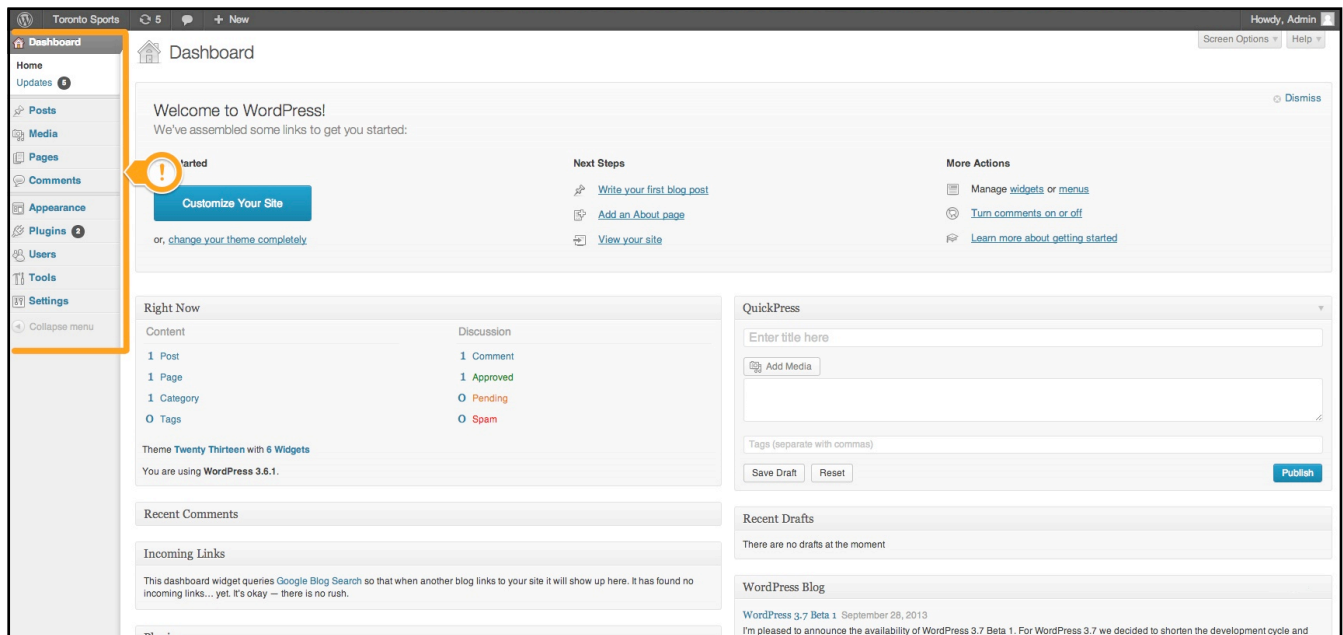 Toronto Sports 5 + New Howdy, Admin
Dashboard
Home
Updates 5
Posts
Media
Pages
Comments
Appearance
Plugins 2
Users
Tools
Settings
Collapse menu
Screen Options Help
Dashboard
Dismiss
Welcome to WordPress!
We've assembled some links to get you started:
!
arted
Customize Your Site
or, change your theme completely
Next Steps
Write your first blog post
Add an About page
View your site
More Actions
Manage widgets or menus
Turn comments on or off
Learn more about getting started
Right Now
Content Discussion
1 Post 1 Comment
1 Page 1 Approved
1 Category 0 Pending
0 Tags 0 Spam
Theme Twenty Thirteen with 6 Widgets
You are using WordPress 3.6.1.
Recent Comments
Incoming Links
This dashboard widget queries Google Blog Search so that when another blog links to your site it will show up here. It has found no
incoming links… yet. It's okay — there is no rush.
QuickPress
Enter title here
Add Media
Tags (separate with commas)
Save Draft Reset Publish
Recent Drafts
There are no drafts at the moment
WordPress Blog
WordPress 3.7 Beta 1 September 28, 2013
I'm pleased to announce the availability of WordPress 3.7 Beta 1. For WordPress 3.7 we decided to shorten the development cycle and